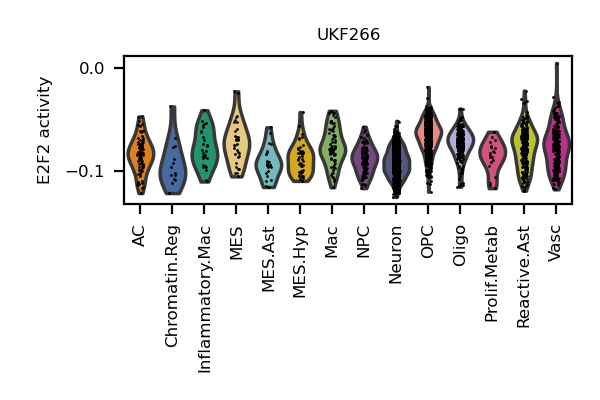 UKF266
E2F2 activity
0.0
−0.1
AC
Chromatin.Reg
Inflammatory.Mac
MES
MES.Ast
MES.Hyp
Mac
NPC
Neuron
OPC
Oligo
Prolif.Metab
Reactive.Ast
Vasc